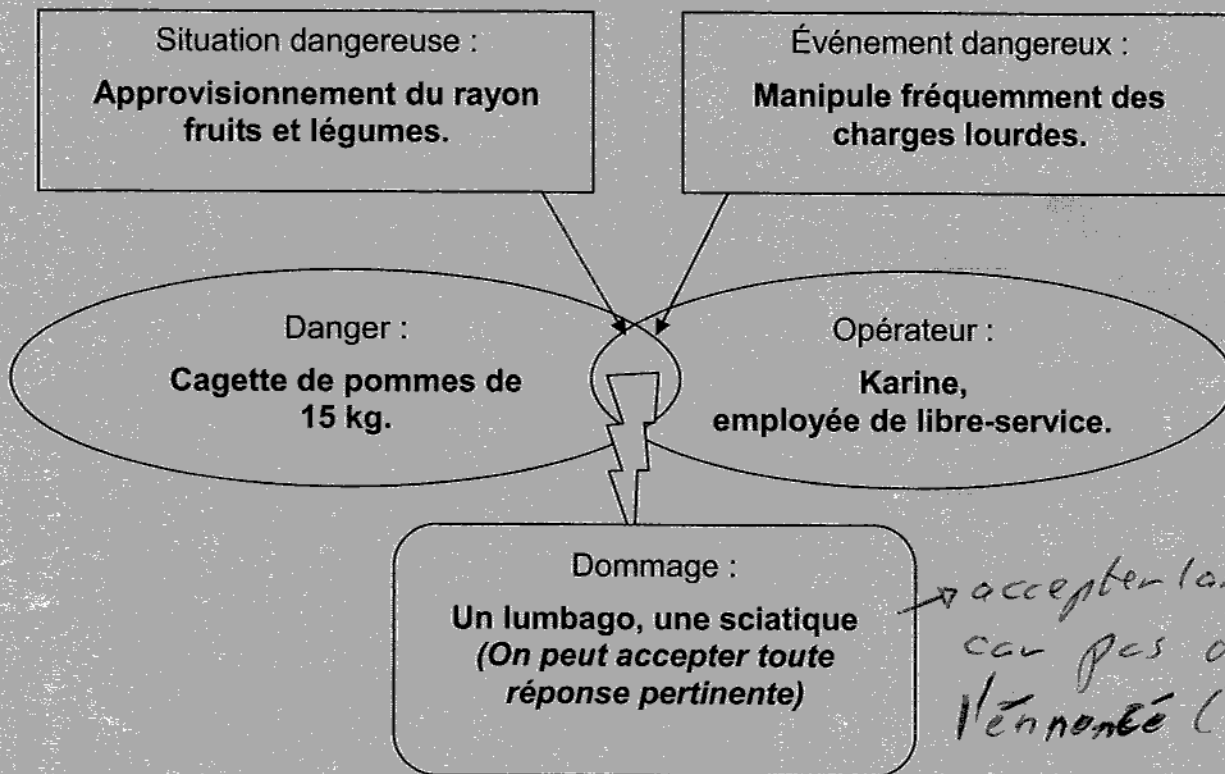 Situation dangereuse :
Approvisionnement du rayon
fruits et légumes.
Événement dangereux :
Manipule fréquemment des
charges lourdes.
Danger :
Cagette de pommes de
15 kg.
Opérateur :
Karine,
employée de libre-service.
Dommage :
Un lumbago, une sciatique
(On peut accepter toute
réponse pertinente)
accepter
car pas
l'énnoncé (